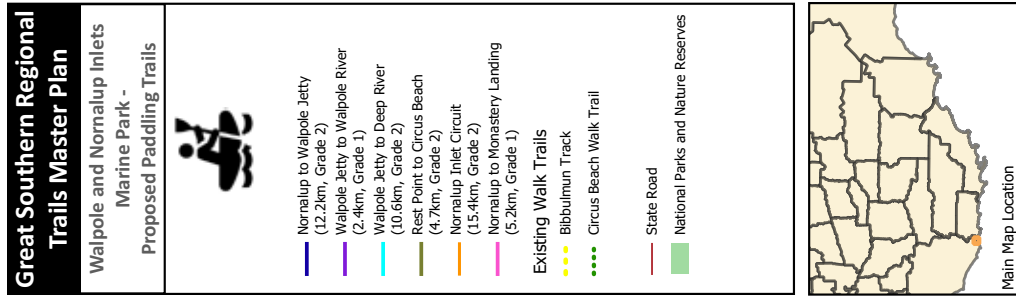 Great Southern Regional
Trails Master Plan
Walpole and Nornalup Inlets
Marine Park -
Proposed Paddling Trails
Nornalup to Walpole Jetty
(12.2km, Grade 2)
Walpole Jetty to Walpole River
(2.4km, Grade 1)
Walpole Jetty to Deep River
(10.6km, Grade 2)
Rest Point to Circus Beach
(4.7km, Grade 2)
Nornalup Inlet Circuit
(15.4km, Grade 2)
Nornalup to Monastery Landing
(5.2km, Grade 1)
Existing Walk Trails
Bibbulmun Track
Circus Beach Walk Trail
State Road
National Parks and Nature Reserves
Main Map Location